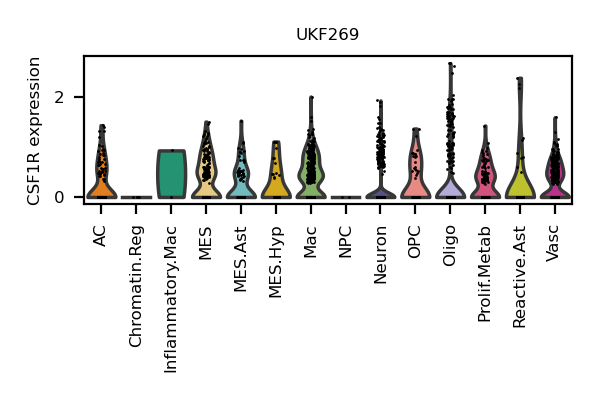 UKF269
CSF1R expression
2
0
AC
Chromatin.Reg
Inflammatory.Mac
MES
MES.Ast
MES.Hyp
Mac
NPC
Neuron
OPC
Oligo
Prolif.Metab
Reactive.Ast
Vasc